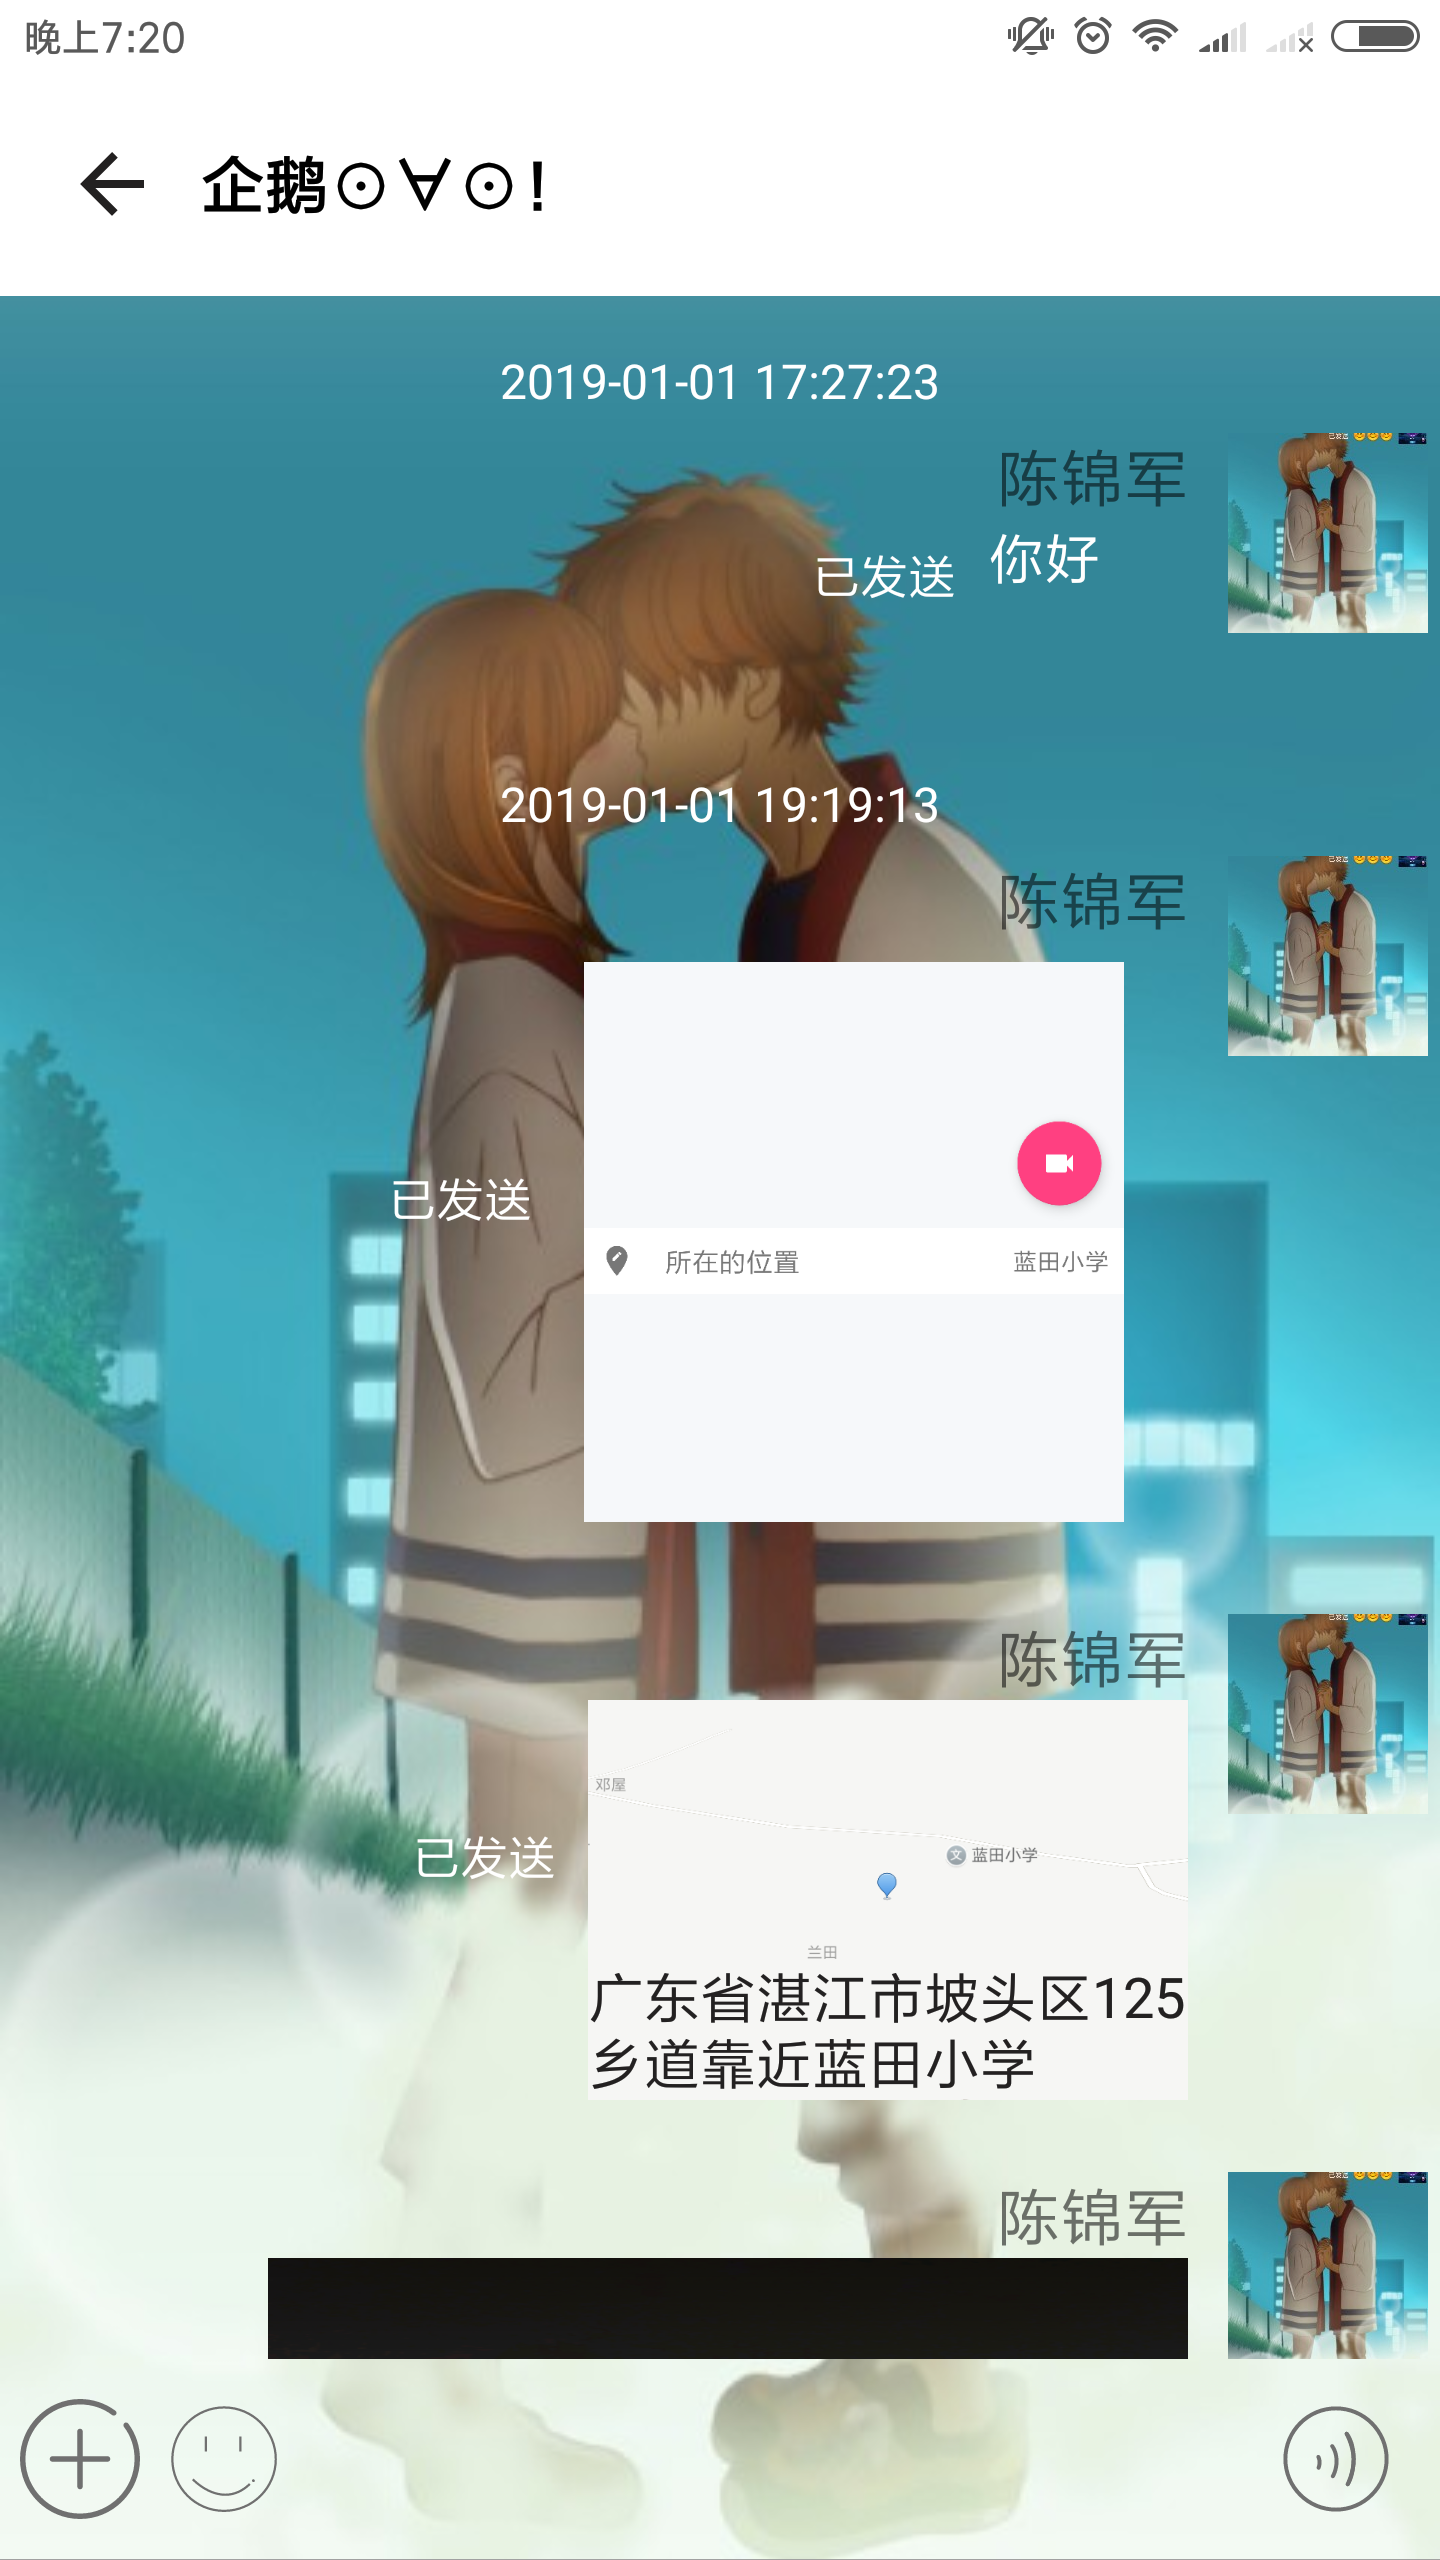 晚上7:20
企鹅⊙∀⊙！
2019-01-01 17:27:23
陈锦军
已发送 你好
2019-01-01 19:19:13
陈锦军
已发送
所在的位置 蓝田小学
陈锦军
邓屋
蓝田小学
已发送
兰田
广东省湛江市坡头区125
乡道靠近蓝田小学
陈锦军